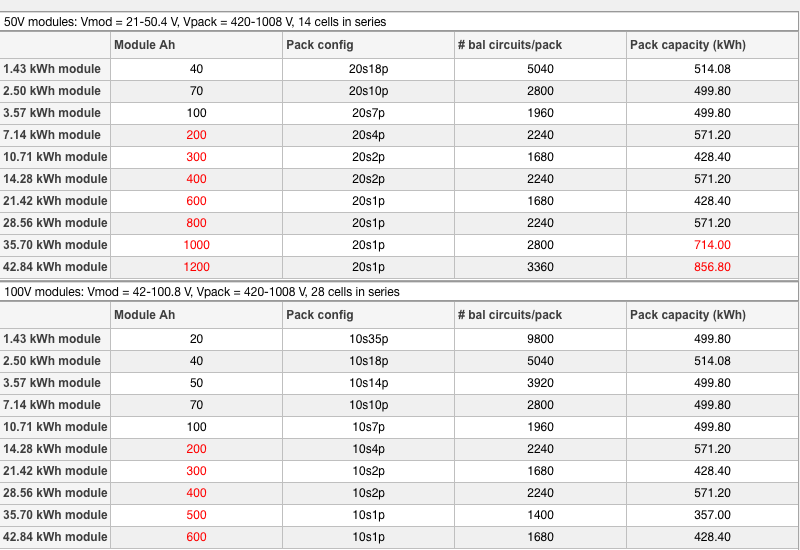 50V modules: Vmod = 21-50.4 V, Vpack = 420-1008 V, 14 cells in series
Module Ah Pack config # bal circuits/pack Pack capacity (kWh)
1.43 kWh module 40 20s18p 5040 514.08
2.50 kWh module 70 20s10p 2800 499.80
3.57 kWh module 100 20s7p 1960 499.80
7.14 kWh module 200 20s4p 2240 571.20
10.71 kWh module 300 20s2p 1680 428.40
14.28 kWh module 400 20s2p 2240 571.20
21.42 kWh module 600 20s1p 1680 428.40
28.56 kWh module 800 20s1p 2240 571.20
35.70 kWh module 1000 20s1p 2800 714.00
42.84 kWh module 1200 20s1p 3360 856.80
100V modules: Vmod = 42-100.8 V, Vpack = 420-1008 V, 28 cells in series
Module Ah Pack config # bal circuits/pack Pack capacity (kWh)
1.43 kWh module 20 10s35p 9800 499.80
2.50 kWh module 40 10s18p 5040 514.08
3.57 kWh module 50 10s14p 3920 499.80
7.14 kWh module 70 10s10p 2800 499.80
10.71 kWh module 100 10s7p 1960 499.80
14.28 kWh module 200 10s4p 2240 571.20
21.42 kWh module 300 10s2p 1680 428.40
28.56 kWh module 400 10s2p 2240 571.20
35.70 kWh module 500 10s1p 1400 357.00
42.84 kWh module 600 10s1p 1680 428.40